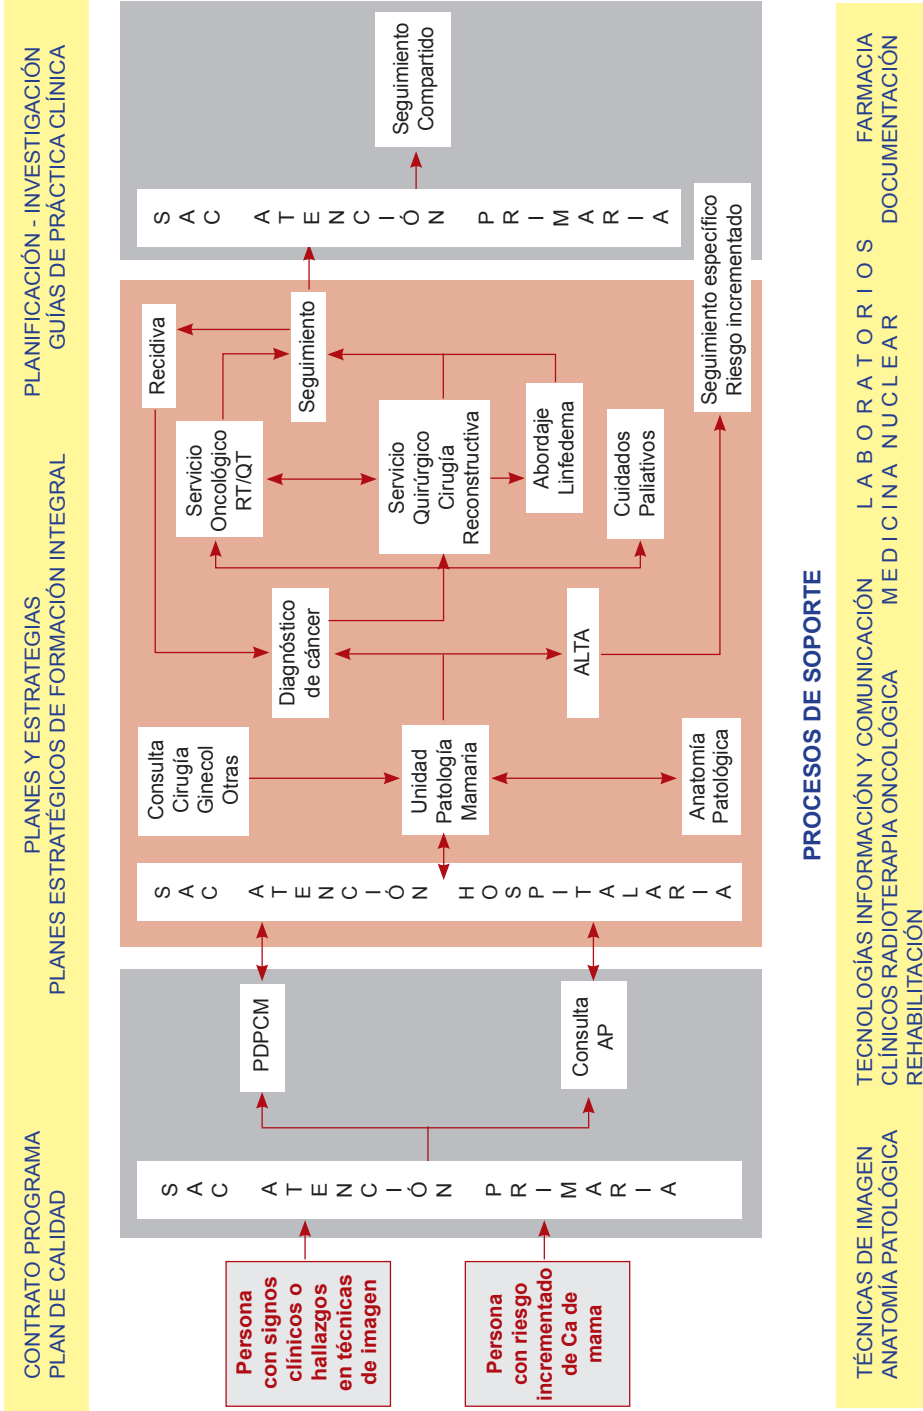 CONTRATO PROGRAMA
PLAN DE CALIDAD
PLANES Y ESTRATEGIAS
PLANES ESTRATÉGICOS DE FORMACIÓN INTEGRAL
PLANIFICACIÓN - INVESTIGACIÓN
GUÍAS DE PRÁCTICA CLÍNICA
Persona
con signos
clínicos o
hallazgos
en técnicas
de imagen
Persona
con riesgo
incrementado
de Ca de
mama
SAC ATENCIÓN PRIMARIA
PDPCM
Consulta
AP
SAC ATENCIÓN HOSPITALARIA
Consulta
Cirugía
Ginecol
Otras
Unidad
Patología
Mamaria
Anatomía
Patológica
Diagnóstico
de cáncer
ALTA
Recidiva
Servicio
Oncológico
RT/QT
Servicio
Quirúrgico
Cirugía
Reconstructiva
Seguimiento
Abordaje
Linfedema
Cuidados
Paliativos
Seguimiento específico
Riesgo incrementado
SAC ATENCIÓN PRIMARIA
Seguimiento
Compartido
PROCESOS DE SOPORTE
TÉCNICAS DE IMAGEN TECNOLOGÍAS INFORMACIÓN Y COMUNICACIÓN LABORATORIOS FARMACIA
ANATOMÍA PATOLÓGICA CLÍNICOS RADIOTERAPIA ONCOLÓGICA MEDICINA NUCLEAR DOCUMENTACIÓN
REHABILITACIÓN